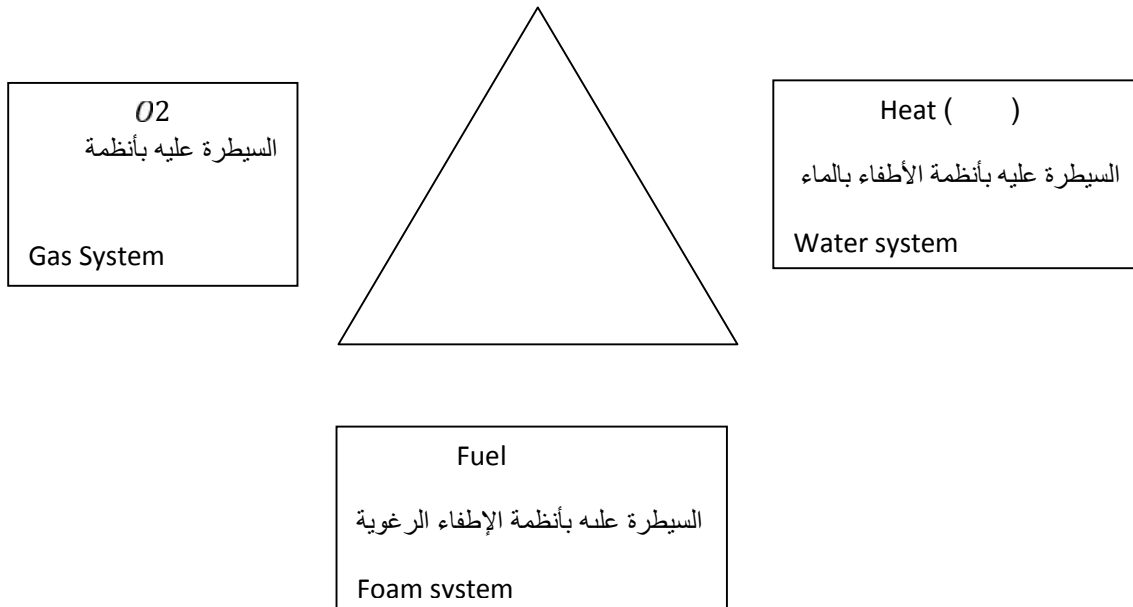 O2
السيطرة عليه بأنظمة
Gas System
Heat ( )
السيطرة عليه بأنظمة الأطفاء بالماء
Water system
Fuel
السيطرة علىه بأنظمة الإطفاء الرغوية
Foam system